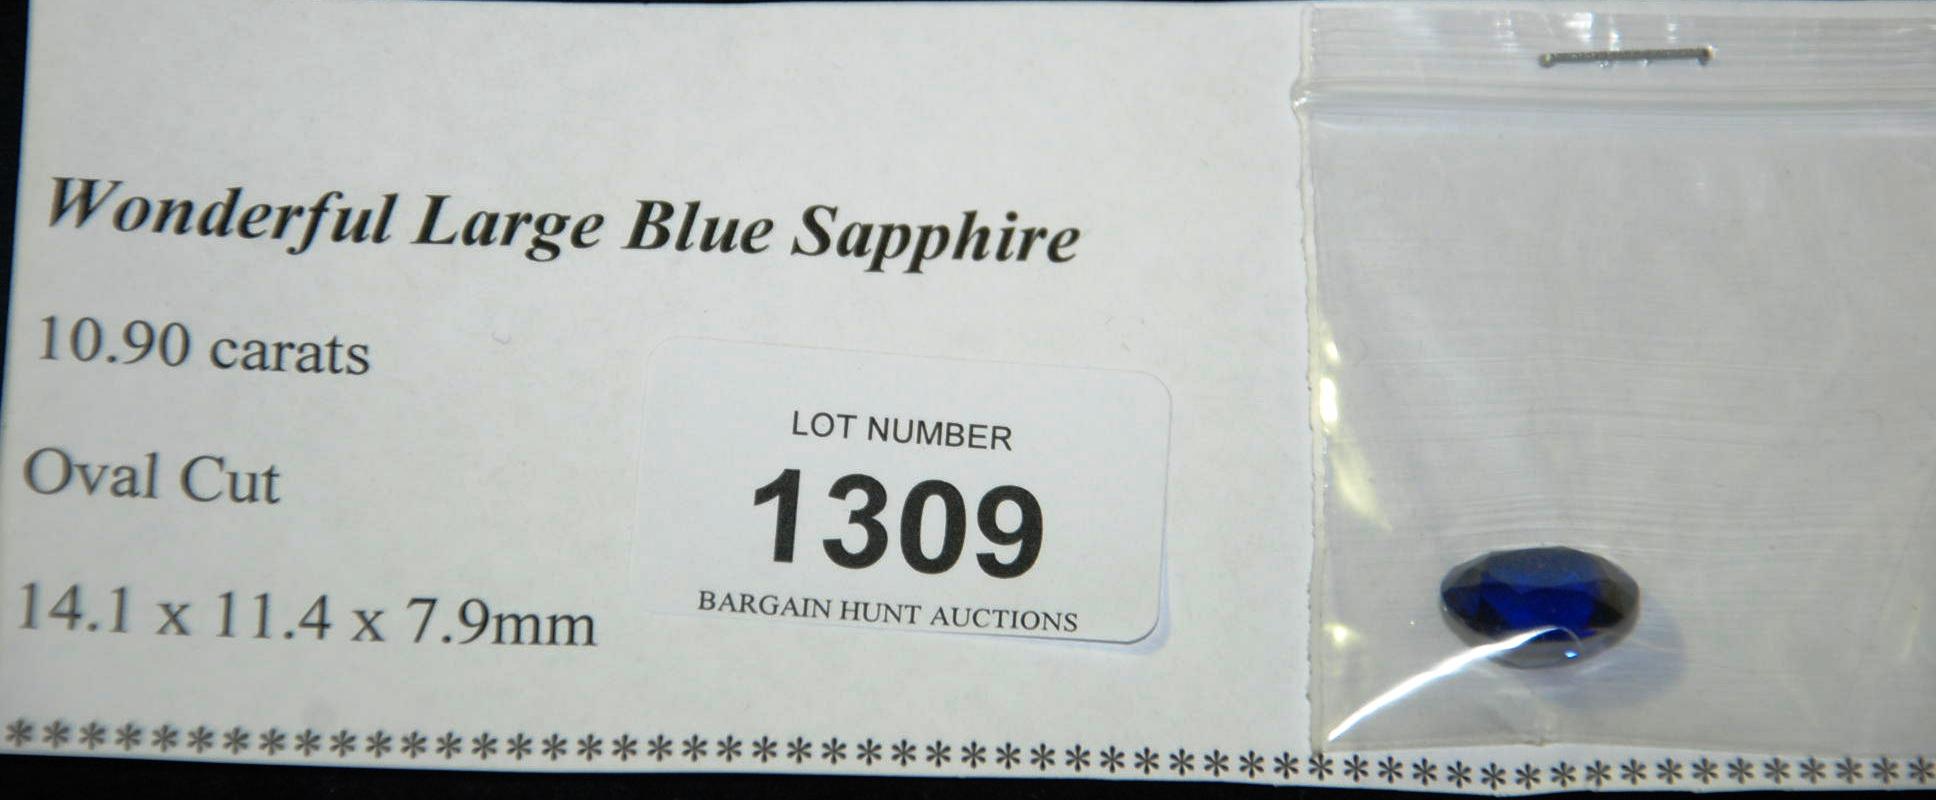 Wonderful Large Blue Sapphire
10.90 carats
Oval Cut
14.1 x 11.4 x 7.9mm
LOT NUMBER
1309
BARGAIN HUNT AUCTIONS
******************************************************